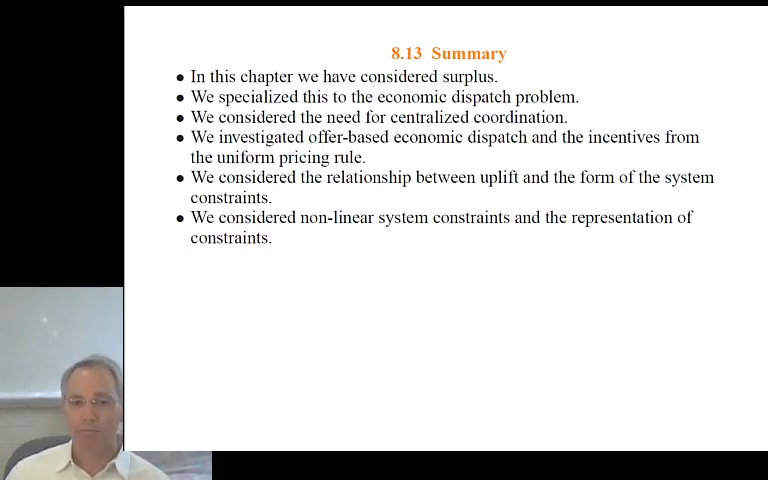 8.13 Summary
• In this chapter we have considered surplus.
• We specialized this to the economic dispatch problem.
• We considered the need for centralized coordination.
• We investigated offer-based economic dispatch and the incentives from
the uniform pricing rule.
• We considered the relationship between uplift and the form of the system
constraints.
• We considered non-linear system constraints and the representation of
constraints.